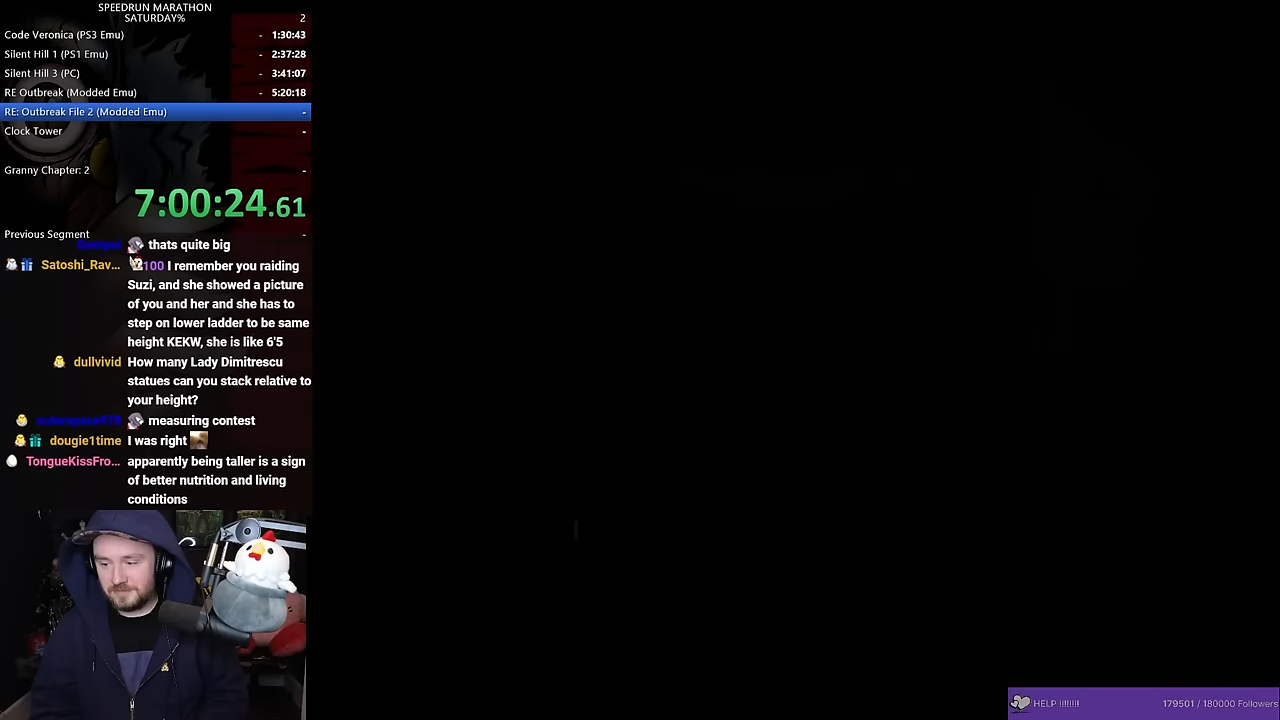 SPEEDRUN MARATHON
SATURDAY%
2
Code Veronica (PS3 Emu) - 1:30:43
Silent Hill 1 (PS1 Emu) - 2:37:28
Silent Hill 3 (PC) - 3:41:07
RE Outbreak (Modded Emu) - 5:20:18
RE: Outbreak File 2 (Modded Emu) -
Clock Tower -
Granny Chapter: 2 -
7:00:24.61
Previous Segment -
thats quite big
Satoshi_Rav... 100 I remember you raiding
Suzi, and she showed a picture
of you and her and she has to
step on lower ladder to be same
height KEKW, she is like 6'5
dullvivid How many Lady Dimitrescu
statues can you stack relative to
your height?
measuring contest
dougie1time I was right
TongueKissFro... apparently being taller is a sign
of better nutrition and living
conditions
HELP !!!!!!! 179501 / 180000 Followers